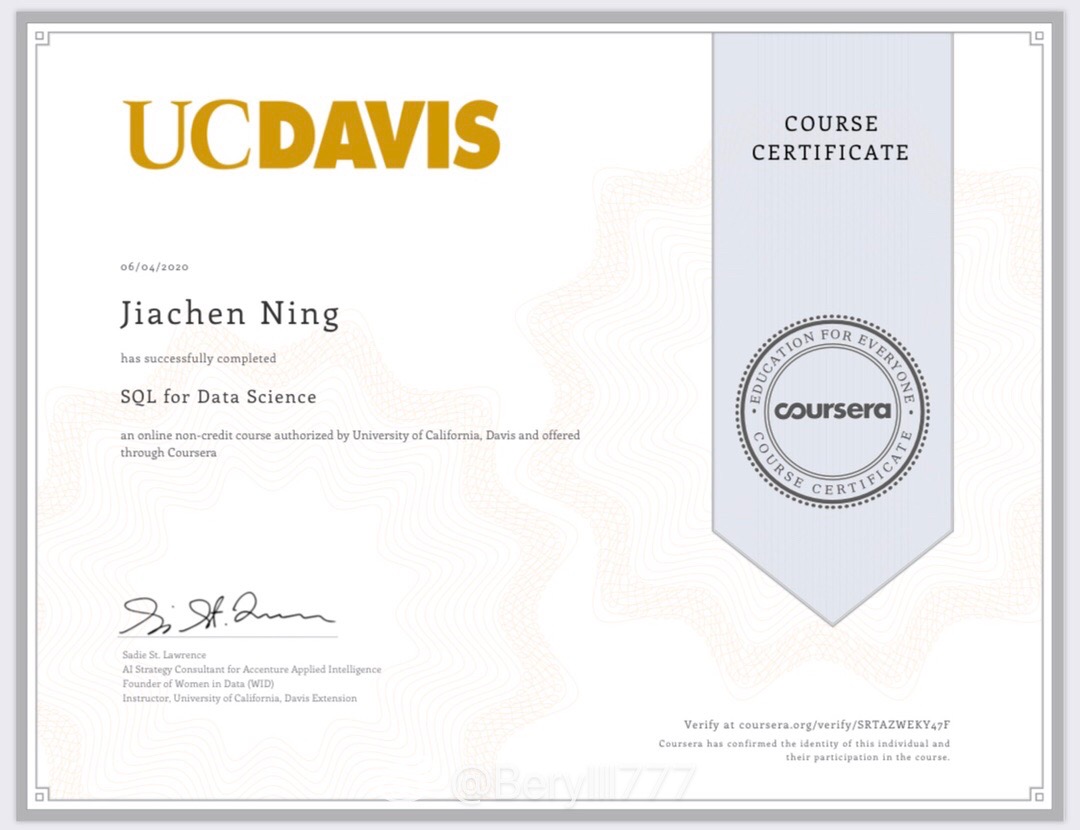 UCDAVIS
COURSE
CERTIFICATE
06/04/2020
Jiachen Ning
has successfully completed
SQL for Data Science
an online non-credit course authorized by University of California, Davis and offered
through Coursera
EDUCATION FOR EVERYONE
coursera
COURSE CERTIFICATE
Sadie St. Lawrence
AI Strategy Consultant for Accenture Applied Intelligence
Founder of Women in Data (WID)
Instructor, University of California, Davis Extension
Verify at coursera.org/verify/SRTAZWEKY47F
Coursera has confirmed the identity of this individual and
their participation in the course.
@Berylll777